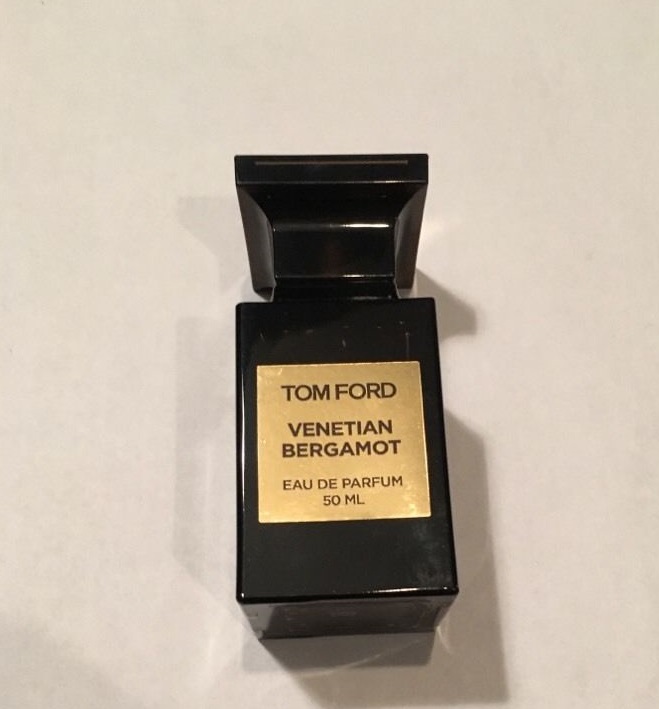 TOM FORD
VENETIAN
BERGAMOT
EAU DE PARFUM
50 ML